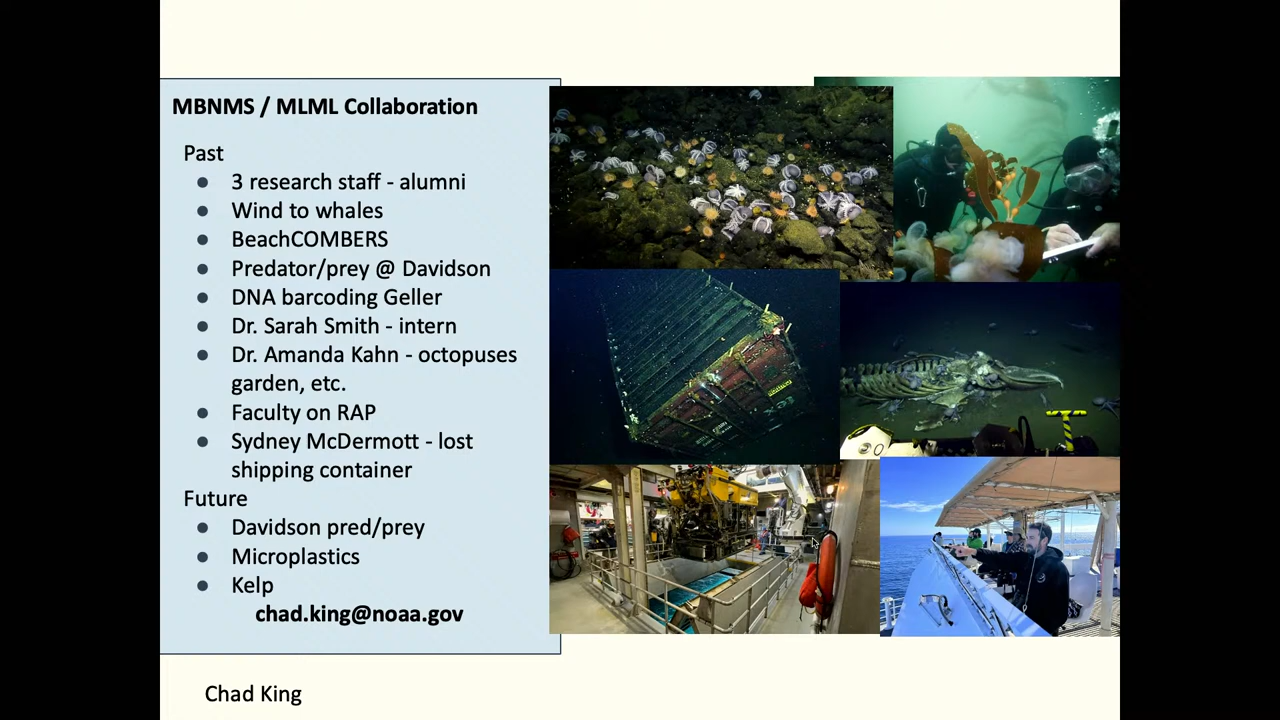 MBNMS / MLML Collaboration
Past
● 3 research staff - alumni
● Wind to whales
● BeachCOMBERS
● Predator/prey @ Davidson
● DNA barcoding Geller
● Dr. Sarah Smith - intern
● Dr. Amanda Kahn - octopuses
garden, etc.
● Faculty on RAP
● Sydney McDermott - lost
shipping container
Future
● Davidson pred/prey
● Microplastics
● Kelp
chad.king@noaa.gov
Chad King